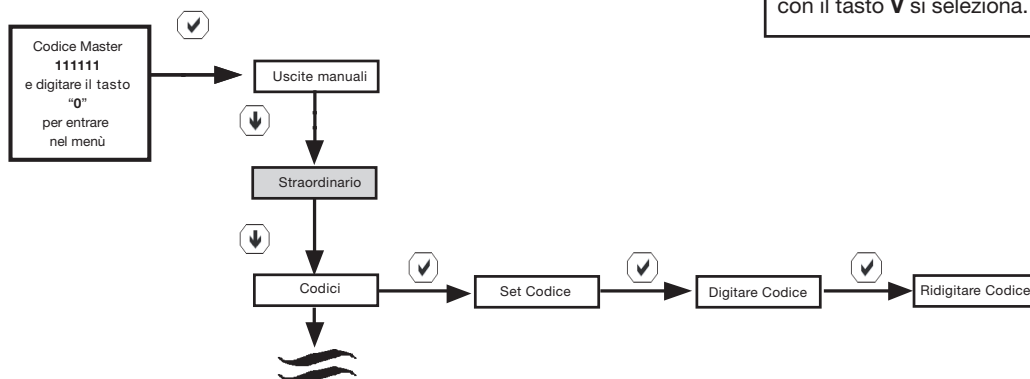 con il tasto V si seleziona.
Codice Master
111111
e digitare il tasto
“0”
per entrare
nel menù
Uscite manuali
Straordinario
Codici
Set Codice
Digitare Codice
Ridigitare Codice